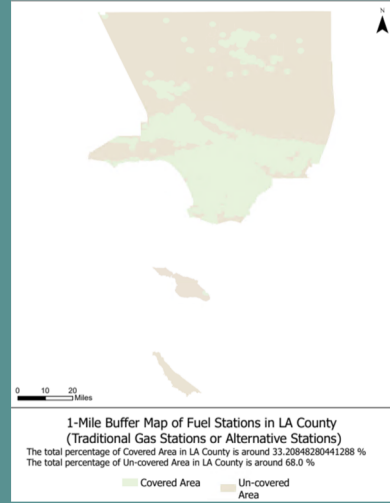 N
0 10 20
Miles
1-Mile Buffer Map of Fuel Stations in LA County
(Traditional Gas Stations or Alternative Stations)
The total percentage of Covered Area in LA County is around 33.20848280441288 %
The total percentage of Un-covered Area in LA County is around 68.0 %
Covered Area
Un-covered
Area